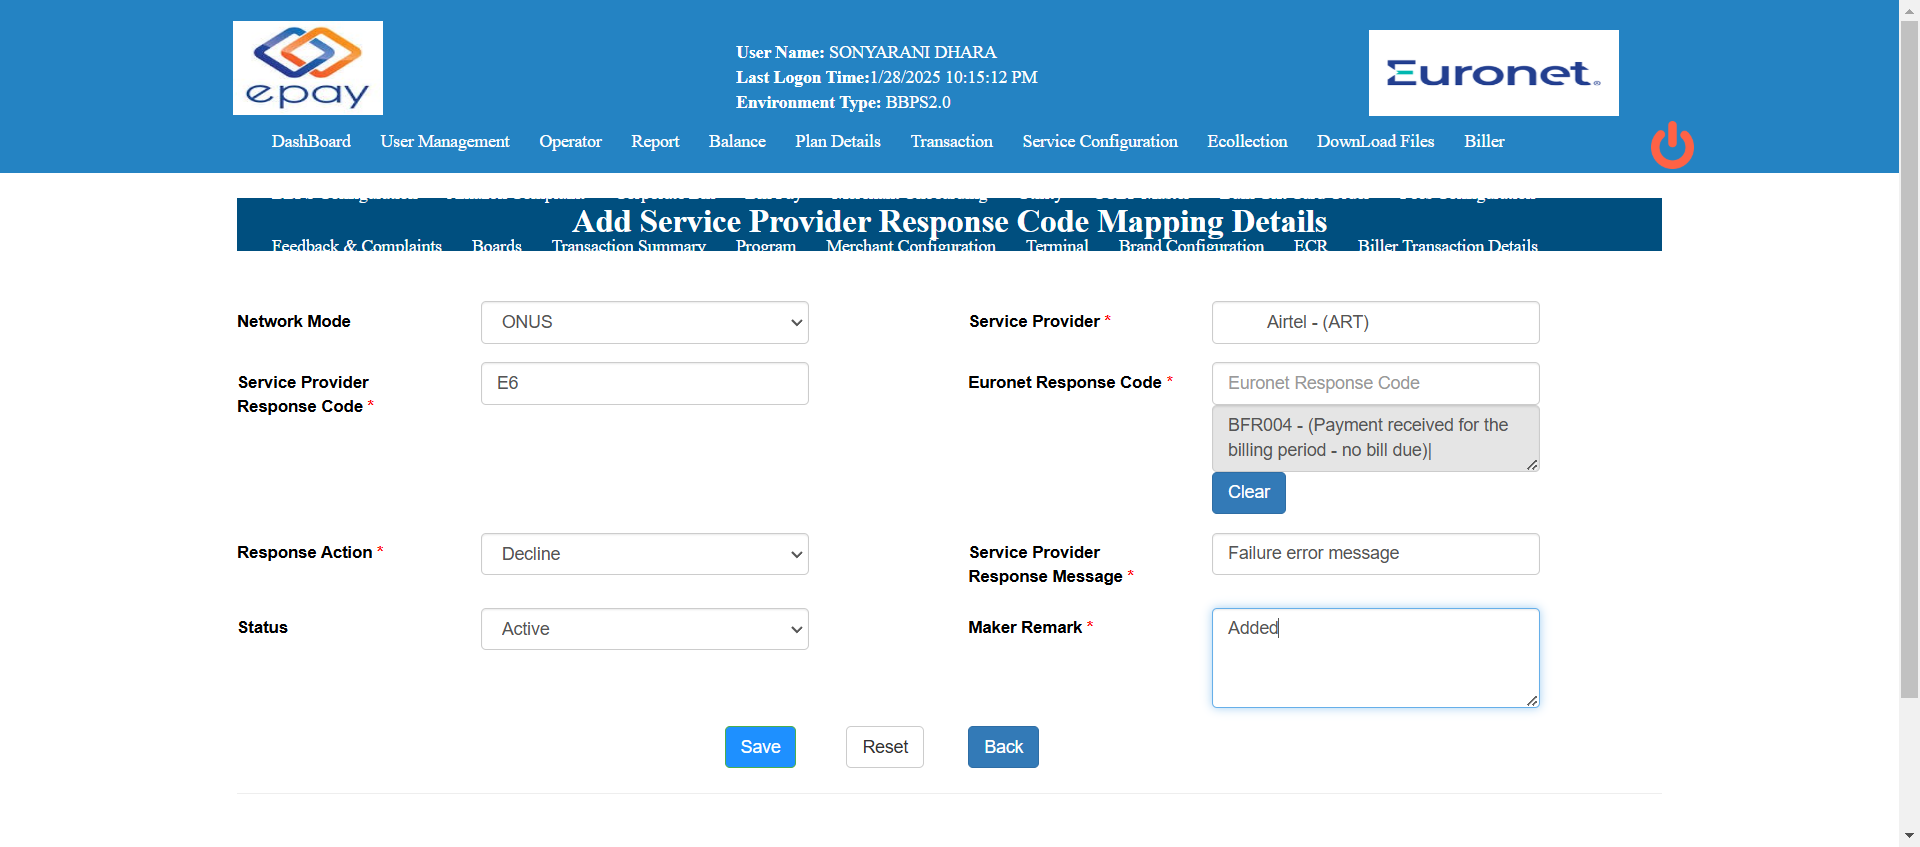 epay
User Name: SONYARANI DHARA
Last Logon Time:1/28/2025 10:15:12 PM
Environment Type: BBPS2.0
Euronet
DashBoard User Management Operator Report Balance Plan Details Transaction Service Configuration Ecollection DownLoad Files Biller
Add Service Provider Response Code Mapping Details
Feedback & Complaints Boards Transaction Summary Program Merchant Configuration Terminal Brand Configuration ECR Biller Transaction Details
Network Mode ONUS Service Provider * Airtel - (ART)
Service Provider
Response Code * E6 Euronet Response Code * Euronet Response Code
BFR004 - (Payment received for the
billing period - no bill due)|
Clear
Response Action * Decline Service Provider
Response Message * Failure error message
Status Active Maker Remark * Added
Save Reset Back